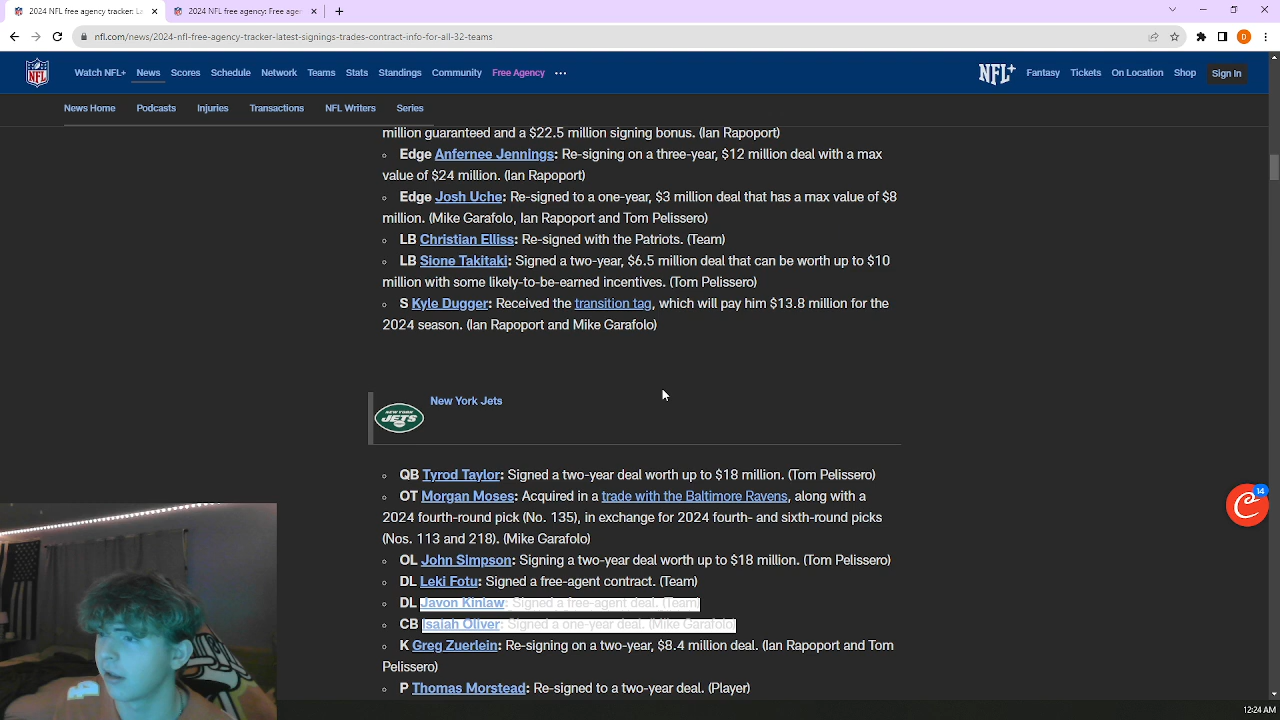 2024 NFL free agency tracker: La
2024 NFL free agency: Free ager
nfl.com/news/2024-nfl-free-agency-tracker-latest-signings-trades-contract-info-for-all-32-teams
D
NFL
Watch NFL+ News Scores Schedule Network Teams Stats Standings Community Free Agency ...
NFL+ Fantasy Tickets On Location Shop Sign In
News Home Podcasts Injuries Transactions NFL Writers Series
million guaranteed and a $22.5 million signing bonus. (Ian Rapoport)
Edge Anfernee Jennings: Re-signing on a three-year, $12 million deal with a max
value of $24 million. (Ian Rapoport)
Edge Josh Uche: Re-signed to a one-year, $3 million deal that has a max value of $8
million. (Mike Garafolo, Ian Rapoport and Tom Pelissero)
LB Christian Elliss: Re-signed with the Patriots. (Team)
LB Sione Takitaki: Signed a two-year, $6.5 million deal that can be worth up to $10
million with some likely-to-be-earned incentives. (Tom Pelissero)
S Kyle Dugger: Received the transition tag, which will pay him $13.8 million for the
2024 season. (Ian Rapoport and Mike Garafolo)
New York Jets
NEW YORK
JETS
QB Tyrod Taylor: Signed a two-year deal worth up to $18 million. (Tom Pelissero)
OT Morgan Moses: Acquired in a trade with the Baltimore Ravens, along with a
2024 fourth-round pick (No. 135), in exchange for 2024 fourth- and sixth-round picks
(Nos. 113 and 218). (Mike Garafolo)
OL John SImpson: Signing a two-year deal worth up to $18 million. (Tom Pelissero)
DL Leki Fotu: Signed a free-agent contract. (Team)
DL Javon Kinlaw: Signed a free-agent deal. (Team)
CB Isaiah Oliver: Signed a one-year deal. (Mike Garafolo)
K Greg Zuerlein: Re-signing on a two-year, $8.4 million deal. (Ian Rapoport and Tom
Pelissero)
P Thomas Morstead: Re-signed to a two-year deal. (Player)
14
12:24 AM